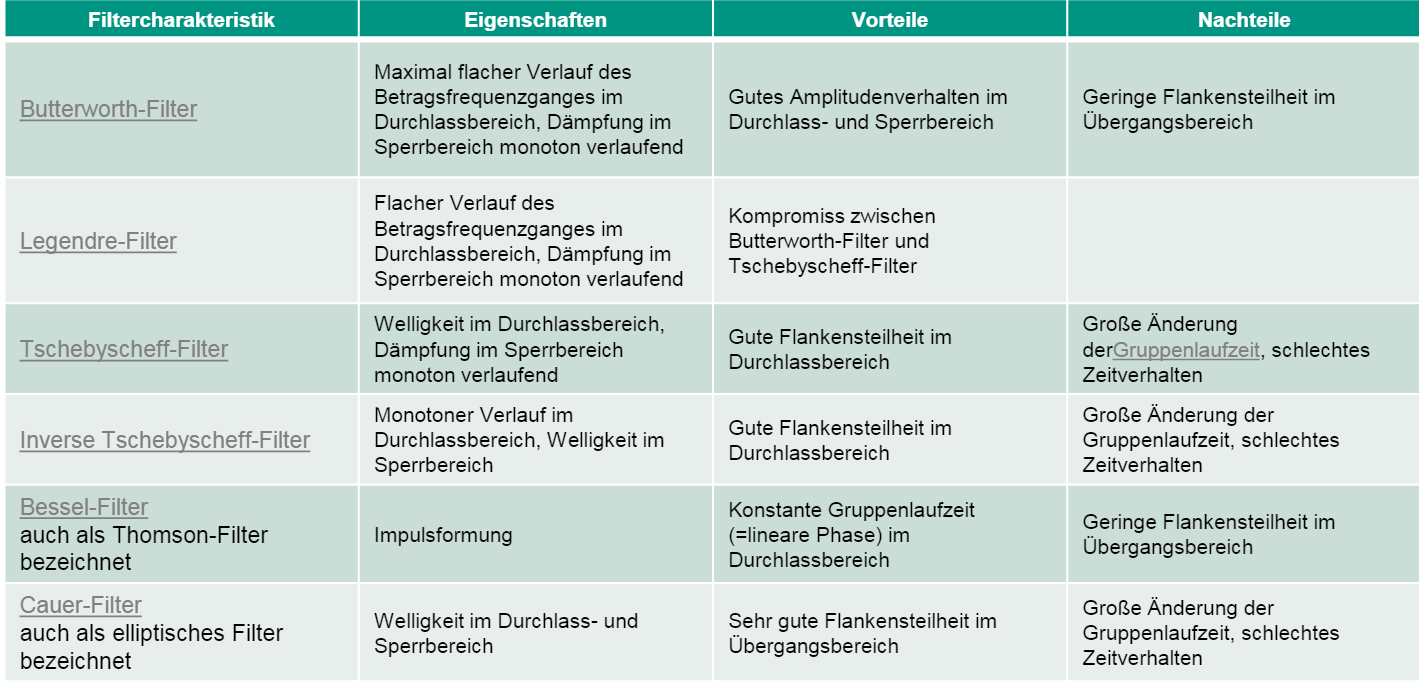 Filtercharakteristik
Eigenschaften
Vorteile
Nachteile
Butterworth-Filter
Maximal flacher Verlauf des
Betragsfrequenzganges im
Durchlassbereich, Dämpfung im
Sperrbereich monoton verlaufend
Gutes Amplitudenverhalten im
Durchlass- und Sperrbereich
Geringe Flankensteilheit im
Übergangsbereich
Legendre-Filter
Flacher Verlauf des
Betragsfrequenzganges im
Durchlassbereich, Dämpfung im
Sperrbereich monoton verlaufend
Kompromiss zwischen
Butterworth-Filter und
Tschebyscheff-Filter
Tschebyscheff-Filter
Welligkeit im Durchlassbereich,
Dämpfung im Sperrbereich
monoton verlaufend
Gute Flankensteilheit im
Durchlassbereich
Große Änderung
derGruppenlaufzeit, schlechtes
Zeitverhalten
Inverse Tschebyscheff-Filter
Monotoner Verlauf im
Durchlassbereich, Welligkeit im
Sperrbereich
Gute Flankensteilheit im
Durchlassbereich
Große Änderung der
Gruppenlaufzeit, schlechtes
Zeitverhalten
Bessel-Filter
auch als Thomson-Filter
bezeichnet
Impulsformung
Konstante Gruppenlaufzeit
(=lineare Phase) im
Durchlassbereich
Geringe Flankensteilheit im
Übergangsbereich
Cauer-Filter
auch als elliptisches Filter
bezeichnet
Welligkeit im Durchlass- und
Sperrbereich
Sehr gute Flankensteilheit im
Übergangsbereich
Große Änderung der
Gruppenlaufzeit, schlechtes
Zeitverhalten